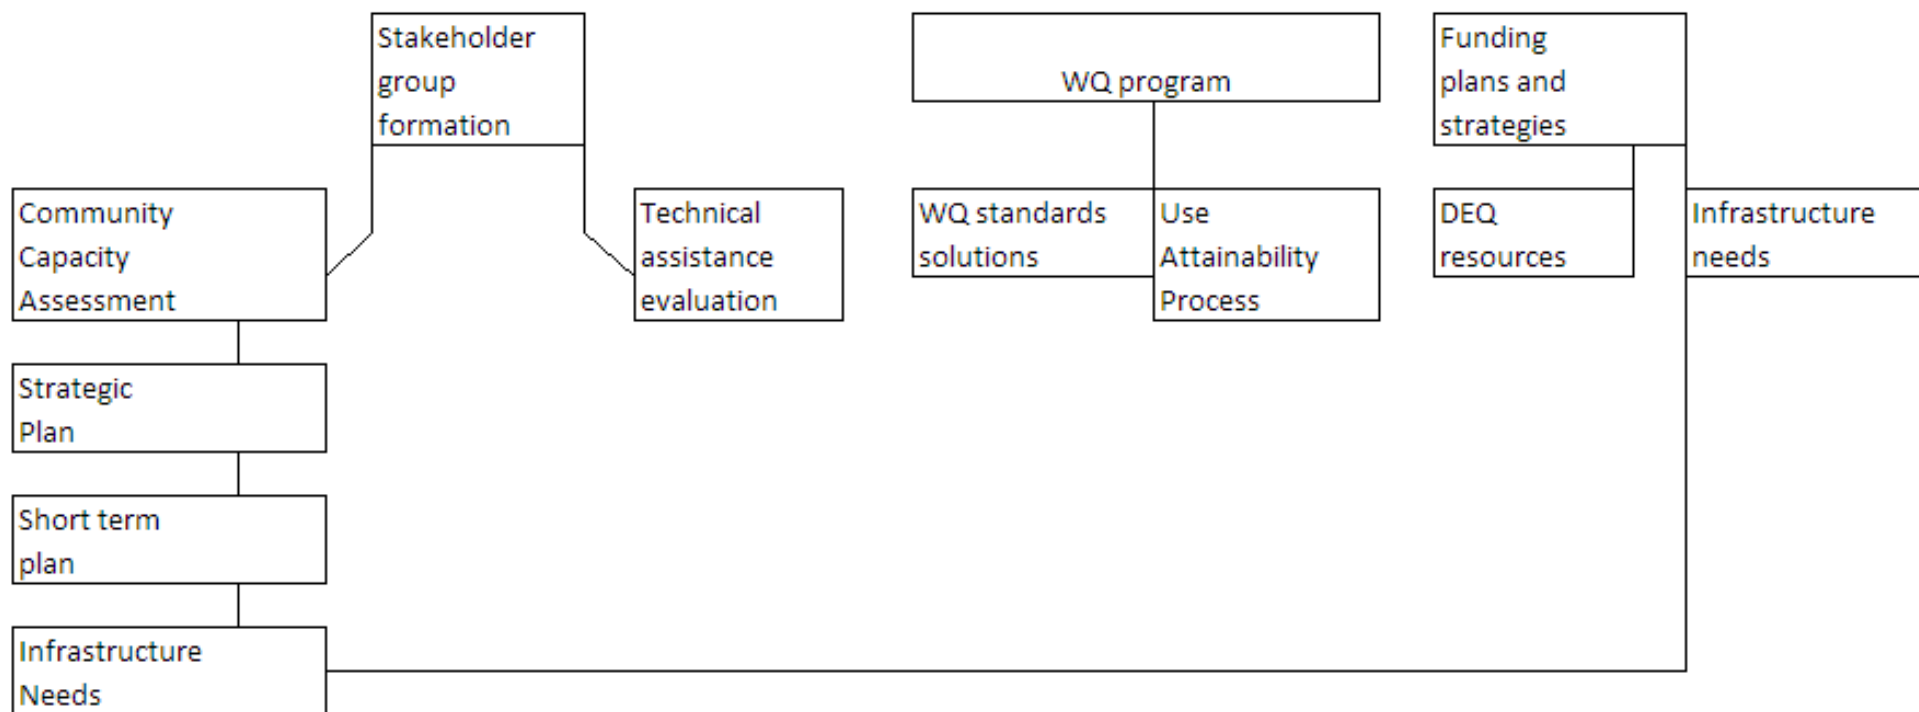 Stakeholder
group
formation
WQ program
Funding
plans and
strategies
Community
Capacity
Assessment
Technical
assistance
evaluation
WQ standards
solutions
Use
Attainability
Process
DEQ
resources
Infrastructure
needs
Strategic
Plan
Short term
plan
Infrastructure
Needs